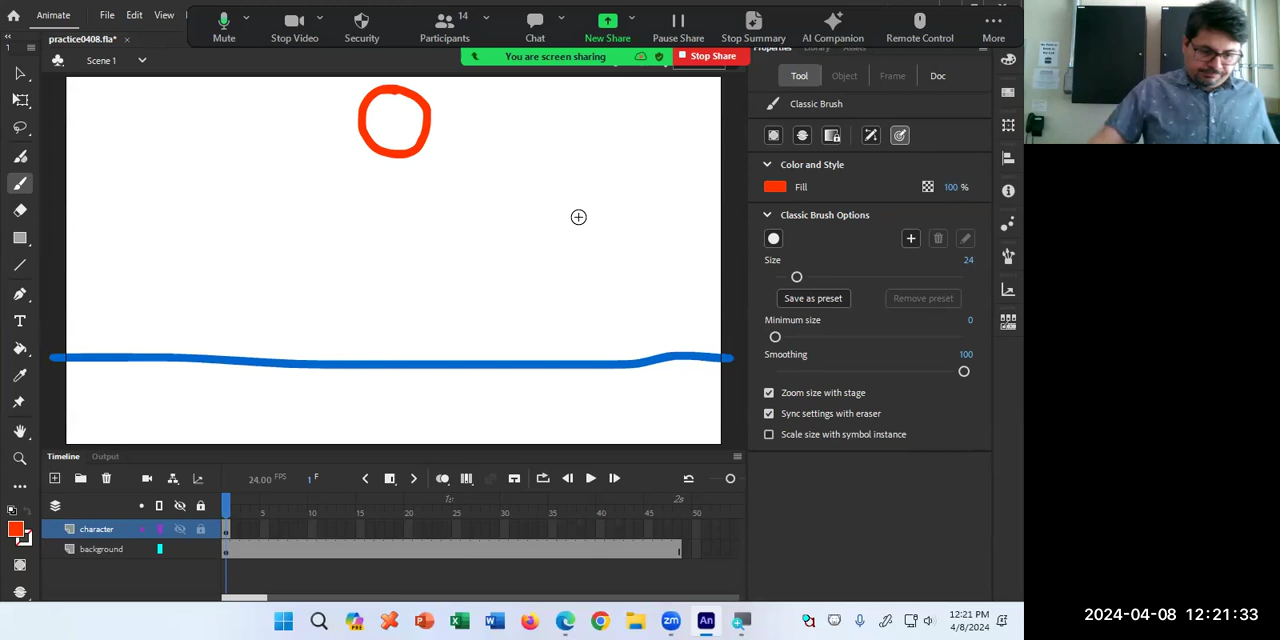 Animate File Edit View
Mute Stop Video Security Participants 14 Chat New Share Pause Share Stop Summary AI Companion Remote Control More
practice0408.fla*
You are screen sharing Stop Share
Properties Library Assets
Scene 1
Tool Object Frame Doc
Classic Brush
Color and Style
Fill 100 %
Classic Brush Options
Size 24
Save as preset Remove preset
Minimum size 0
Smoothing 100
Zoom size with stage
Sync settings with eraser
Scale size with symbol instance
Timeline Output
24.00 FPS 1 F
1s 2s
5 10 15 20 25 30 35 40 45 50
character
background
12:21 PM
4/8/2024
2024-04-08 12:21:33